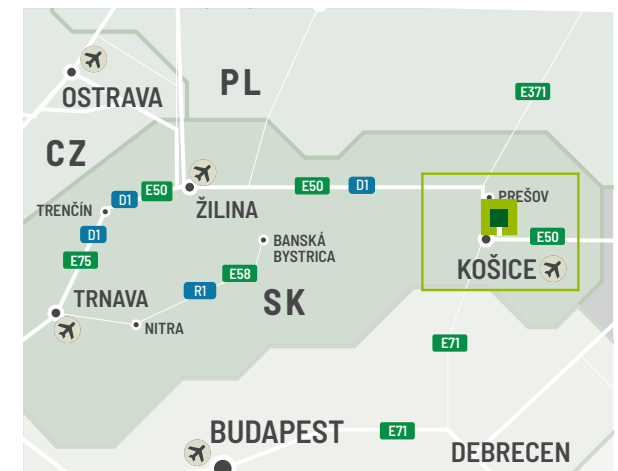 PL
OSTRAVA
E371
CZ
E50
E50
D1
D1
PREŠOV
TRENČÍN
ŽILINA
D1
BANSKÁ
BYSTRICA
E50
E75
E58
KOŠICE
R1
TRNAVA
SK
NITRA
E71
BUDAPEST
E71
DEBRECEN